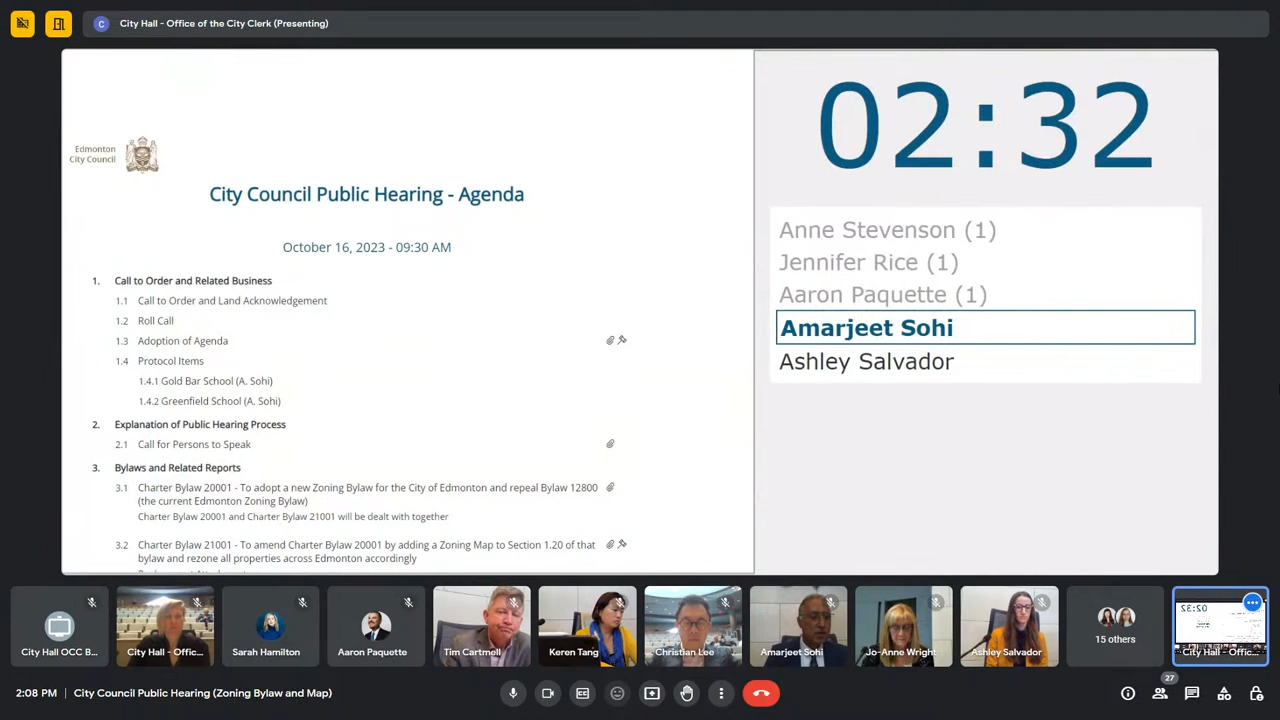 C City Hall - Office of the City Clerk (Presenting)
Edmonton
City Council
City Council Public Hearing - Agenda
October 16, 2023 - 09:30 AM
1. Call to Order and Related Business
1.1 Call to Order and Land Acknowledgement
1.2 Roll Call
1.3 Adoption of Agenda
1.4 Protocol Items
1.4.1 Gold Bar School (A. Sohi)
1.4.2 Greenfield School (A. Sohi)
2. Explanation of Public Hearing Process
2.1 Call for Persons to Speak
3. Bylaws and Related Reports
3.1 Charter Bylaw 20001 - To adopt a new Zoning Bylaw for the City of Edmonton and repeal Bylaw 12800
(the current Edmonton Zoning Bylaw)
Charter Bylaw 20001 and Charter Bylaw 21001 will be dealt with together
3.2 Charter Bylaw 21001 - To amend Charter Bylaw 20001 by adding a Zoning Map to Section 1.20 of that
bylaw and rezone all properties across Edmonton accordingly
02:32
Anne Stevenson (1)
Jennifer Rice (1)
Aaron Paquette (1)
Amarjeet Sohi
Ashley Salvador
City Hall OCC B...
City Hall - Offic...
Sarah Hamilton
Aaron Paquette
Tim Cartmell
Keren Tang
Christian Lee
Amarjeet Sohi
Jo-Anne Wright
Ashley Salvador
15 others
02:32
City Hall - Offic...
2:08 PM | City Council Public Hearing (Zoning Bylaw and Map)
27